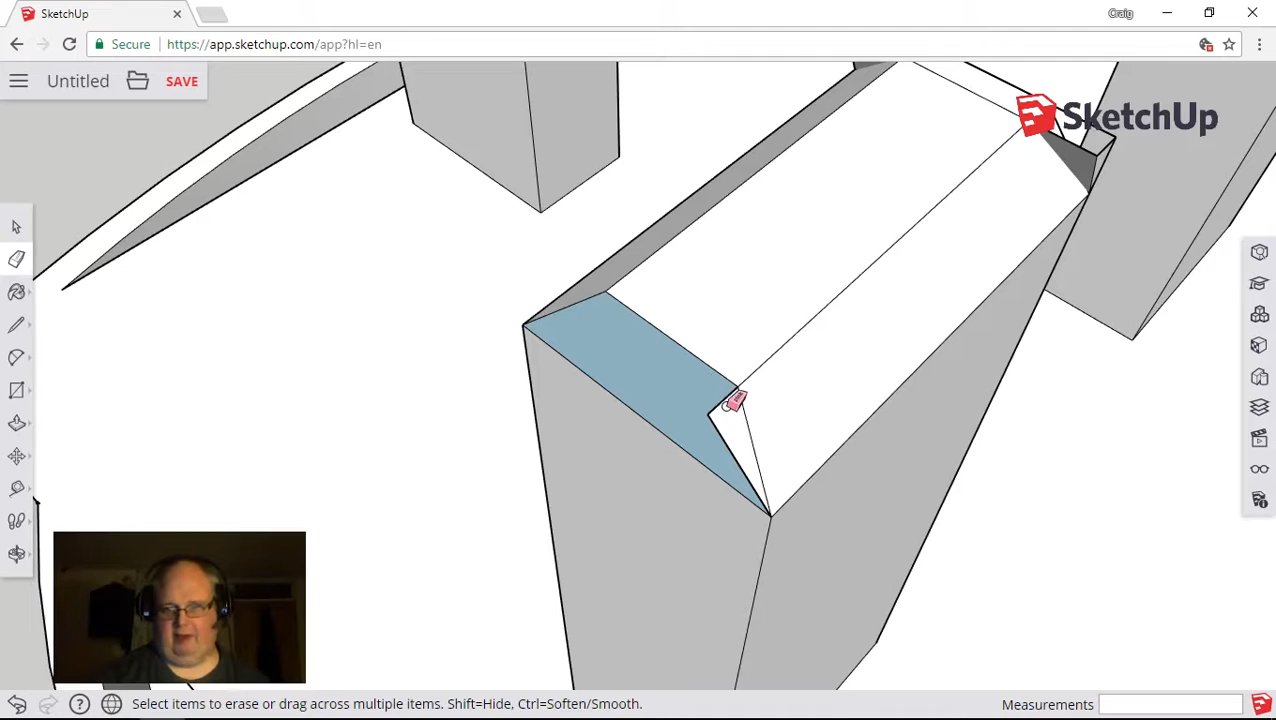 SketchUp
Craig
Secure
https://app.sketchup.com/app?hl=en
Untitled
SAVE
SketchUp
Select items to erase or drag across multiple items. Shift=Hide, Ctrl=Soften/Smooth.
Measurements